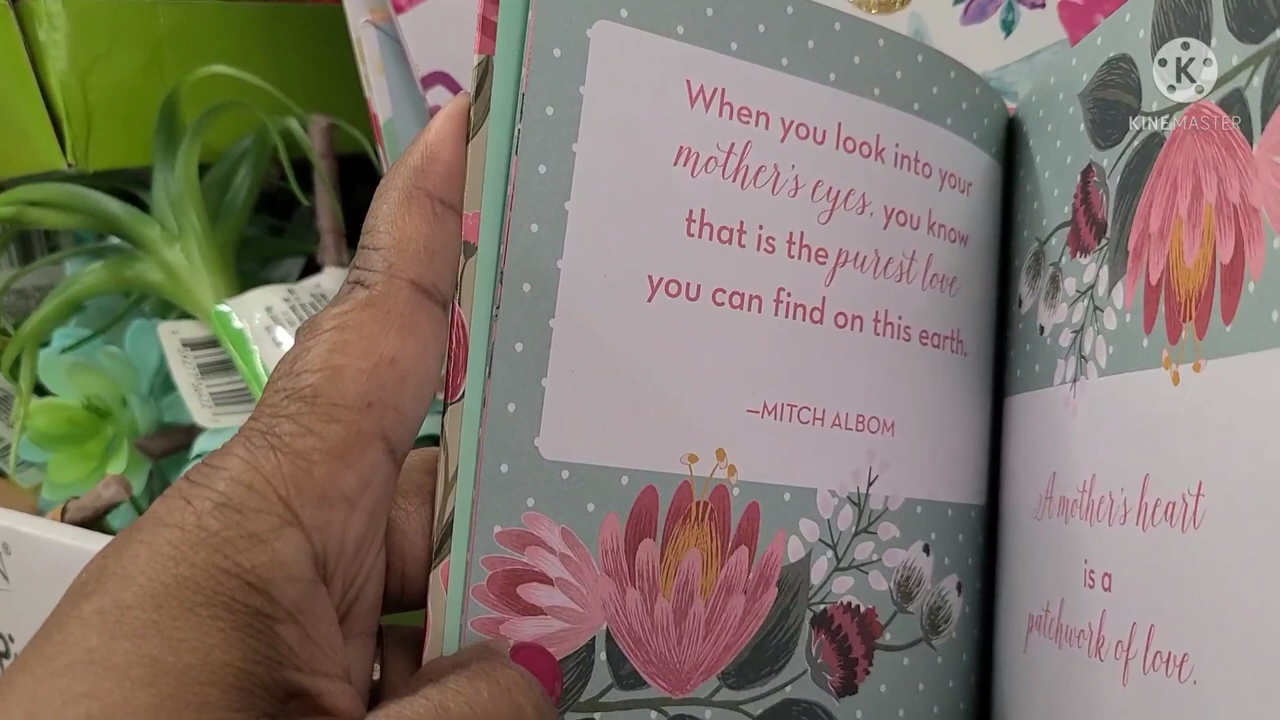 When you look into your
mother's eyes, you know
that is the purest love
you can find on this earth.
—MITCH ALBOM
A mother's heart
is a
patchwork of love.
K
KINEMASTER